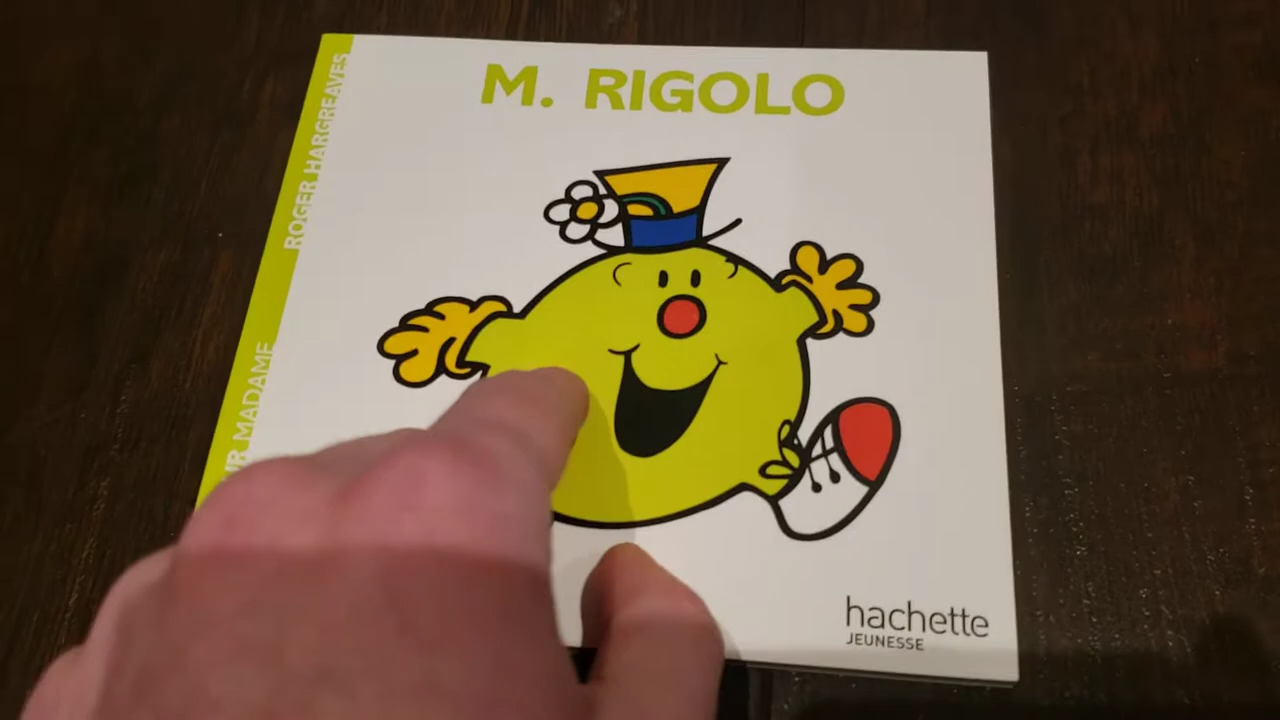 M. RIGOLO
ROGER HARGREAVES
MADAME
hachette
JEUNESSE